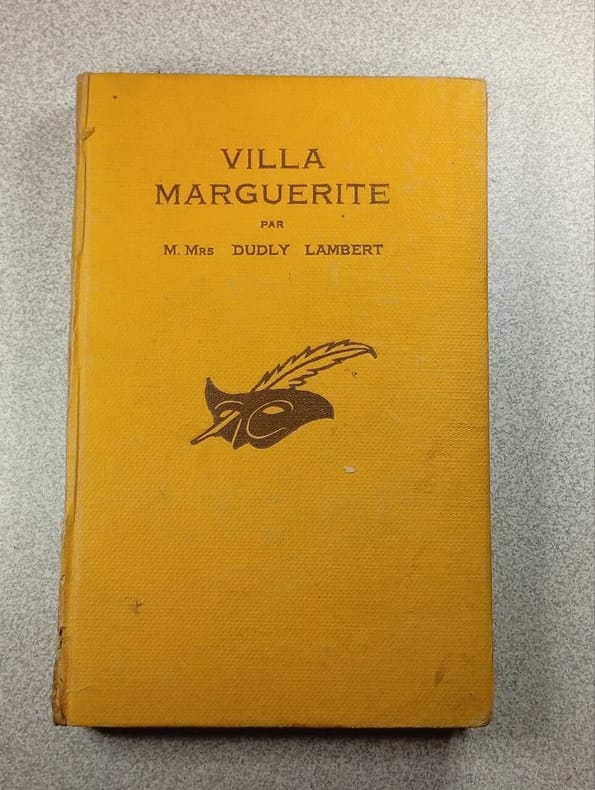 VILLA
MARGUERITE
PAR
M. MRS DUDLY LAMBERT